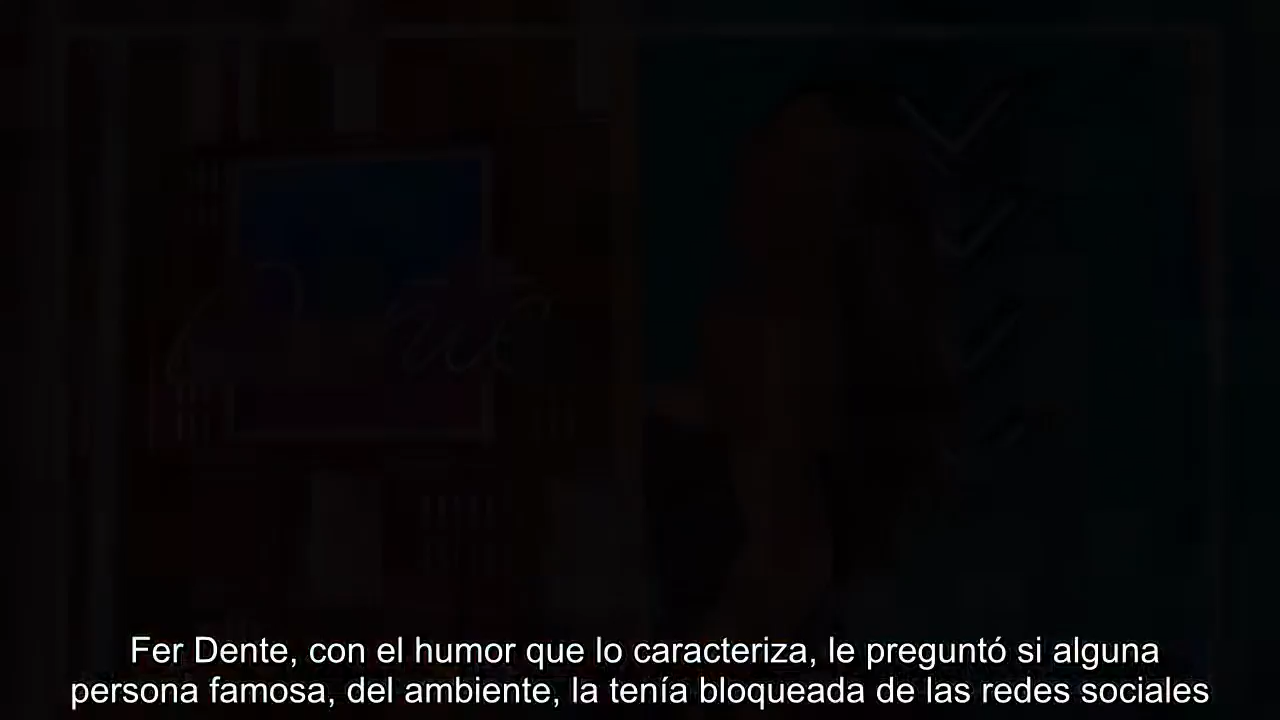 Fer Dente, con el humor que lo caracteriza, le preguntó si alguna
persona famosa, del ambiente, la tenía bloqueada de las redes sociales